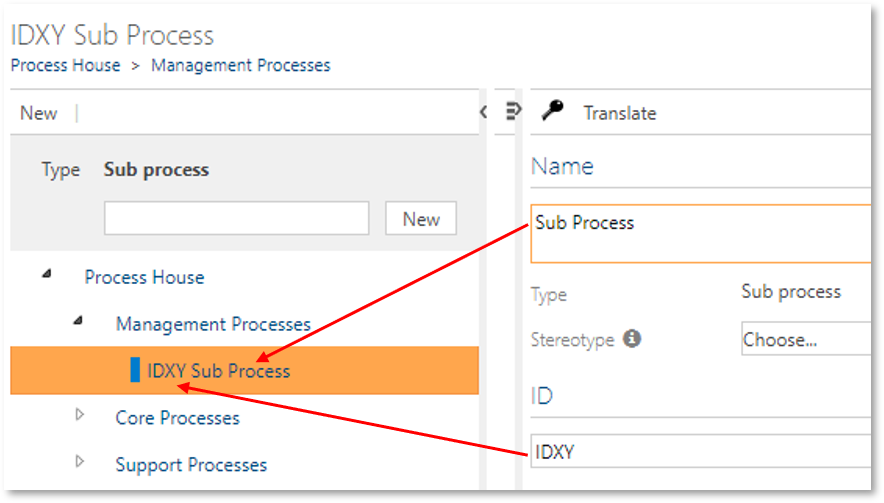 IDXY Sub Process
Process House > Management Processes
New
Translate
Type Sub process
New
Name
Sub Process
Process House
Type Sub process
Management Processes
Stereotype Choose...
IDXY Sub Process
ID
Core Processes
IDXY
Support Processes